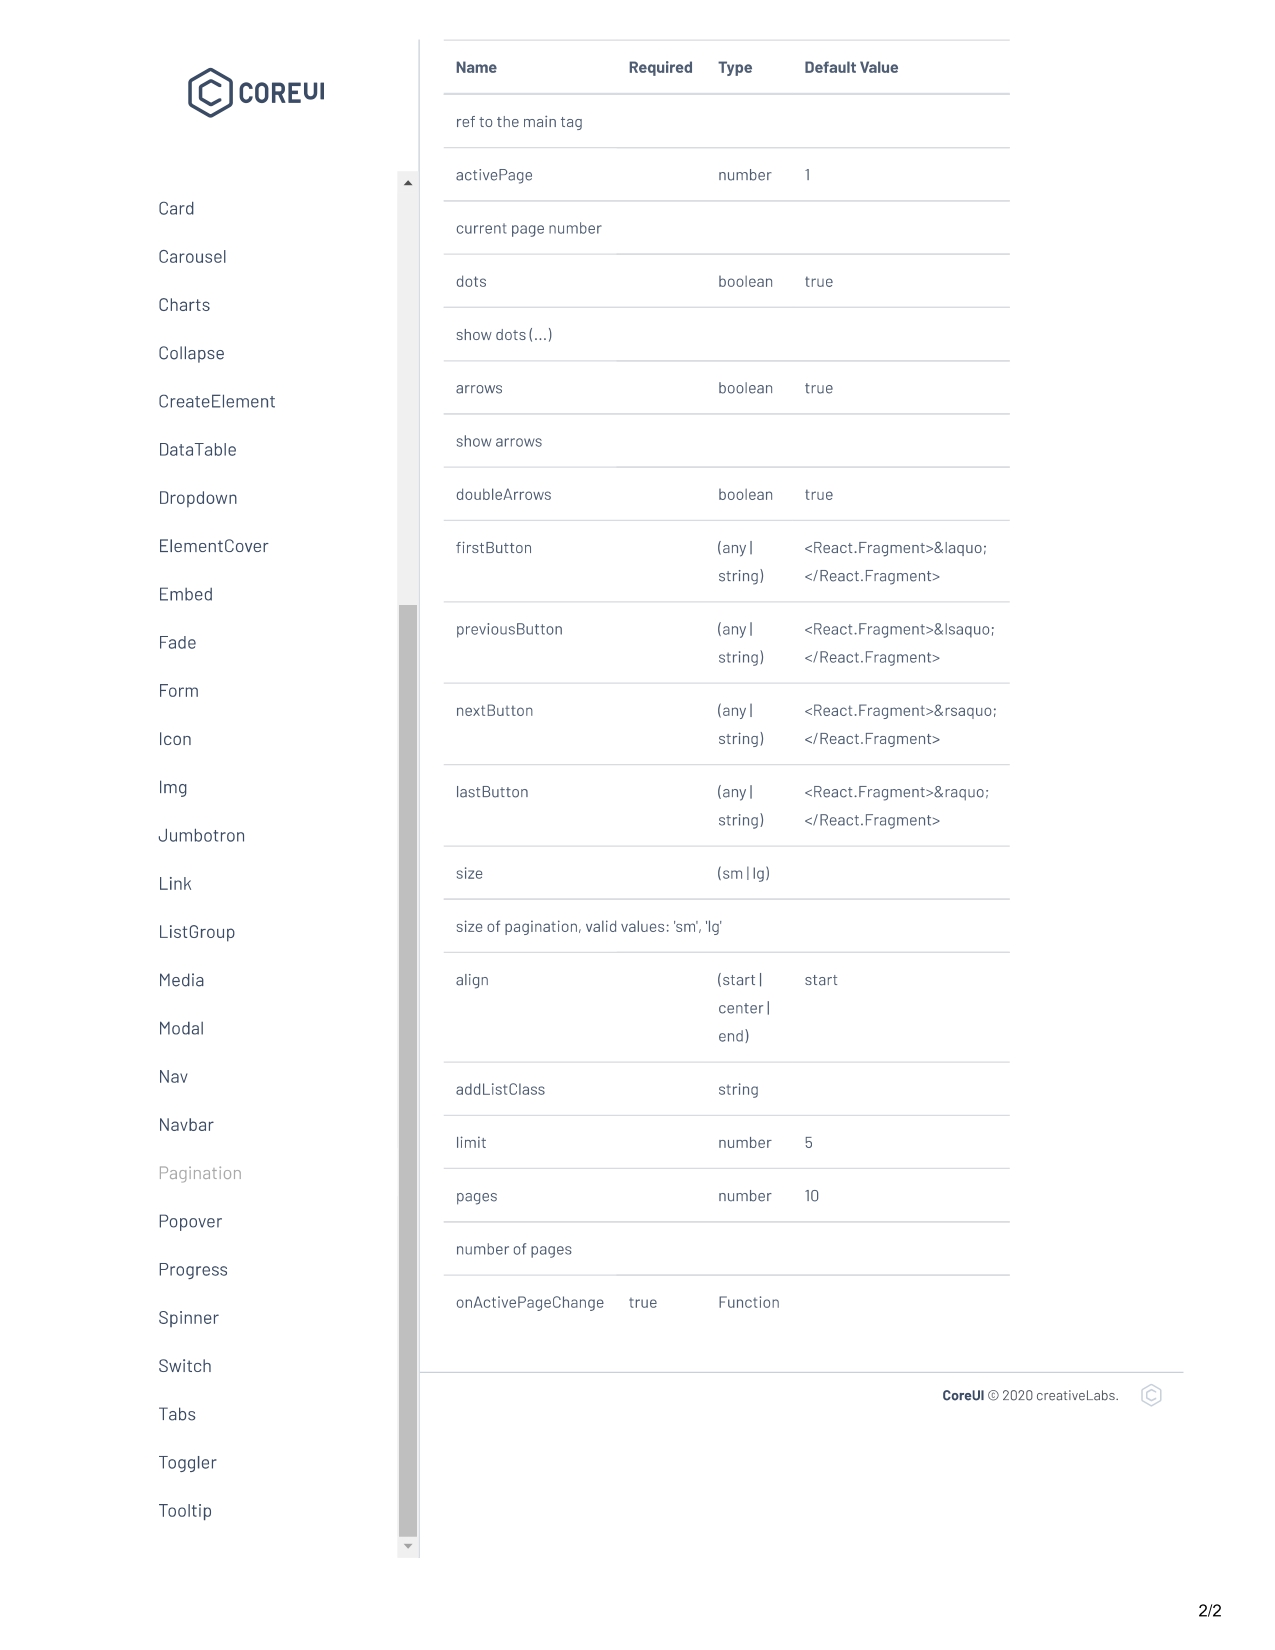 COREUI
Card
Carousel
Charts
Collapse
CreateElement
DataTable
Dropdown
ElementCover
Embed
Fade
Form
Icon
Img
Jumbotron
Link
ListGroup
Media
Modal
Nav
Navbar
Pagination
Popover
Progress
Spinner
Switch
Tabs
Toggler
Tooltip
Name Required Type Default Value
ref to the main tag
activePage number 1
current page number
dots boolean true
show dots (...)
arrows boolean true
show arrows
doubleArrows boolean true
firstButton (any | <React.Fragment>&laquo;
string) </React.Fragment>
previousButton (any | <React.Fragment>&lsaquo;
string) </React.Fragment>
nextButton (any | <React.Fragment>&rsaquo;
string) </React.Fragment>
lastButton (any | <React.Fragment>&raquo;
string) </React.Fragment>
size (sm | lg)
size of pagination, valid values: 'sm', 'lg'
align (start | start
center |
end)
addListClass string
limit number 5
pages number 10
number of pages
onActivePageChange true Function
CoreUI © 2020 creativeLabs.
2/2